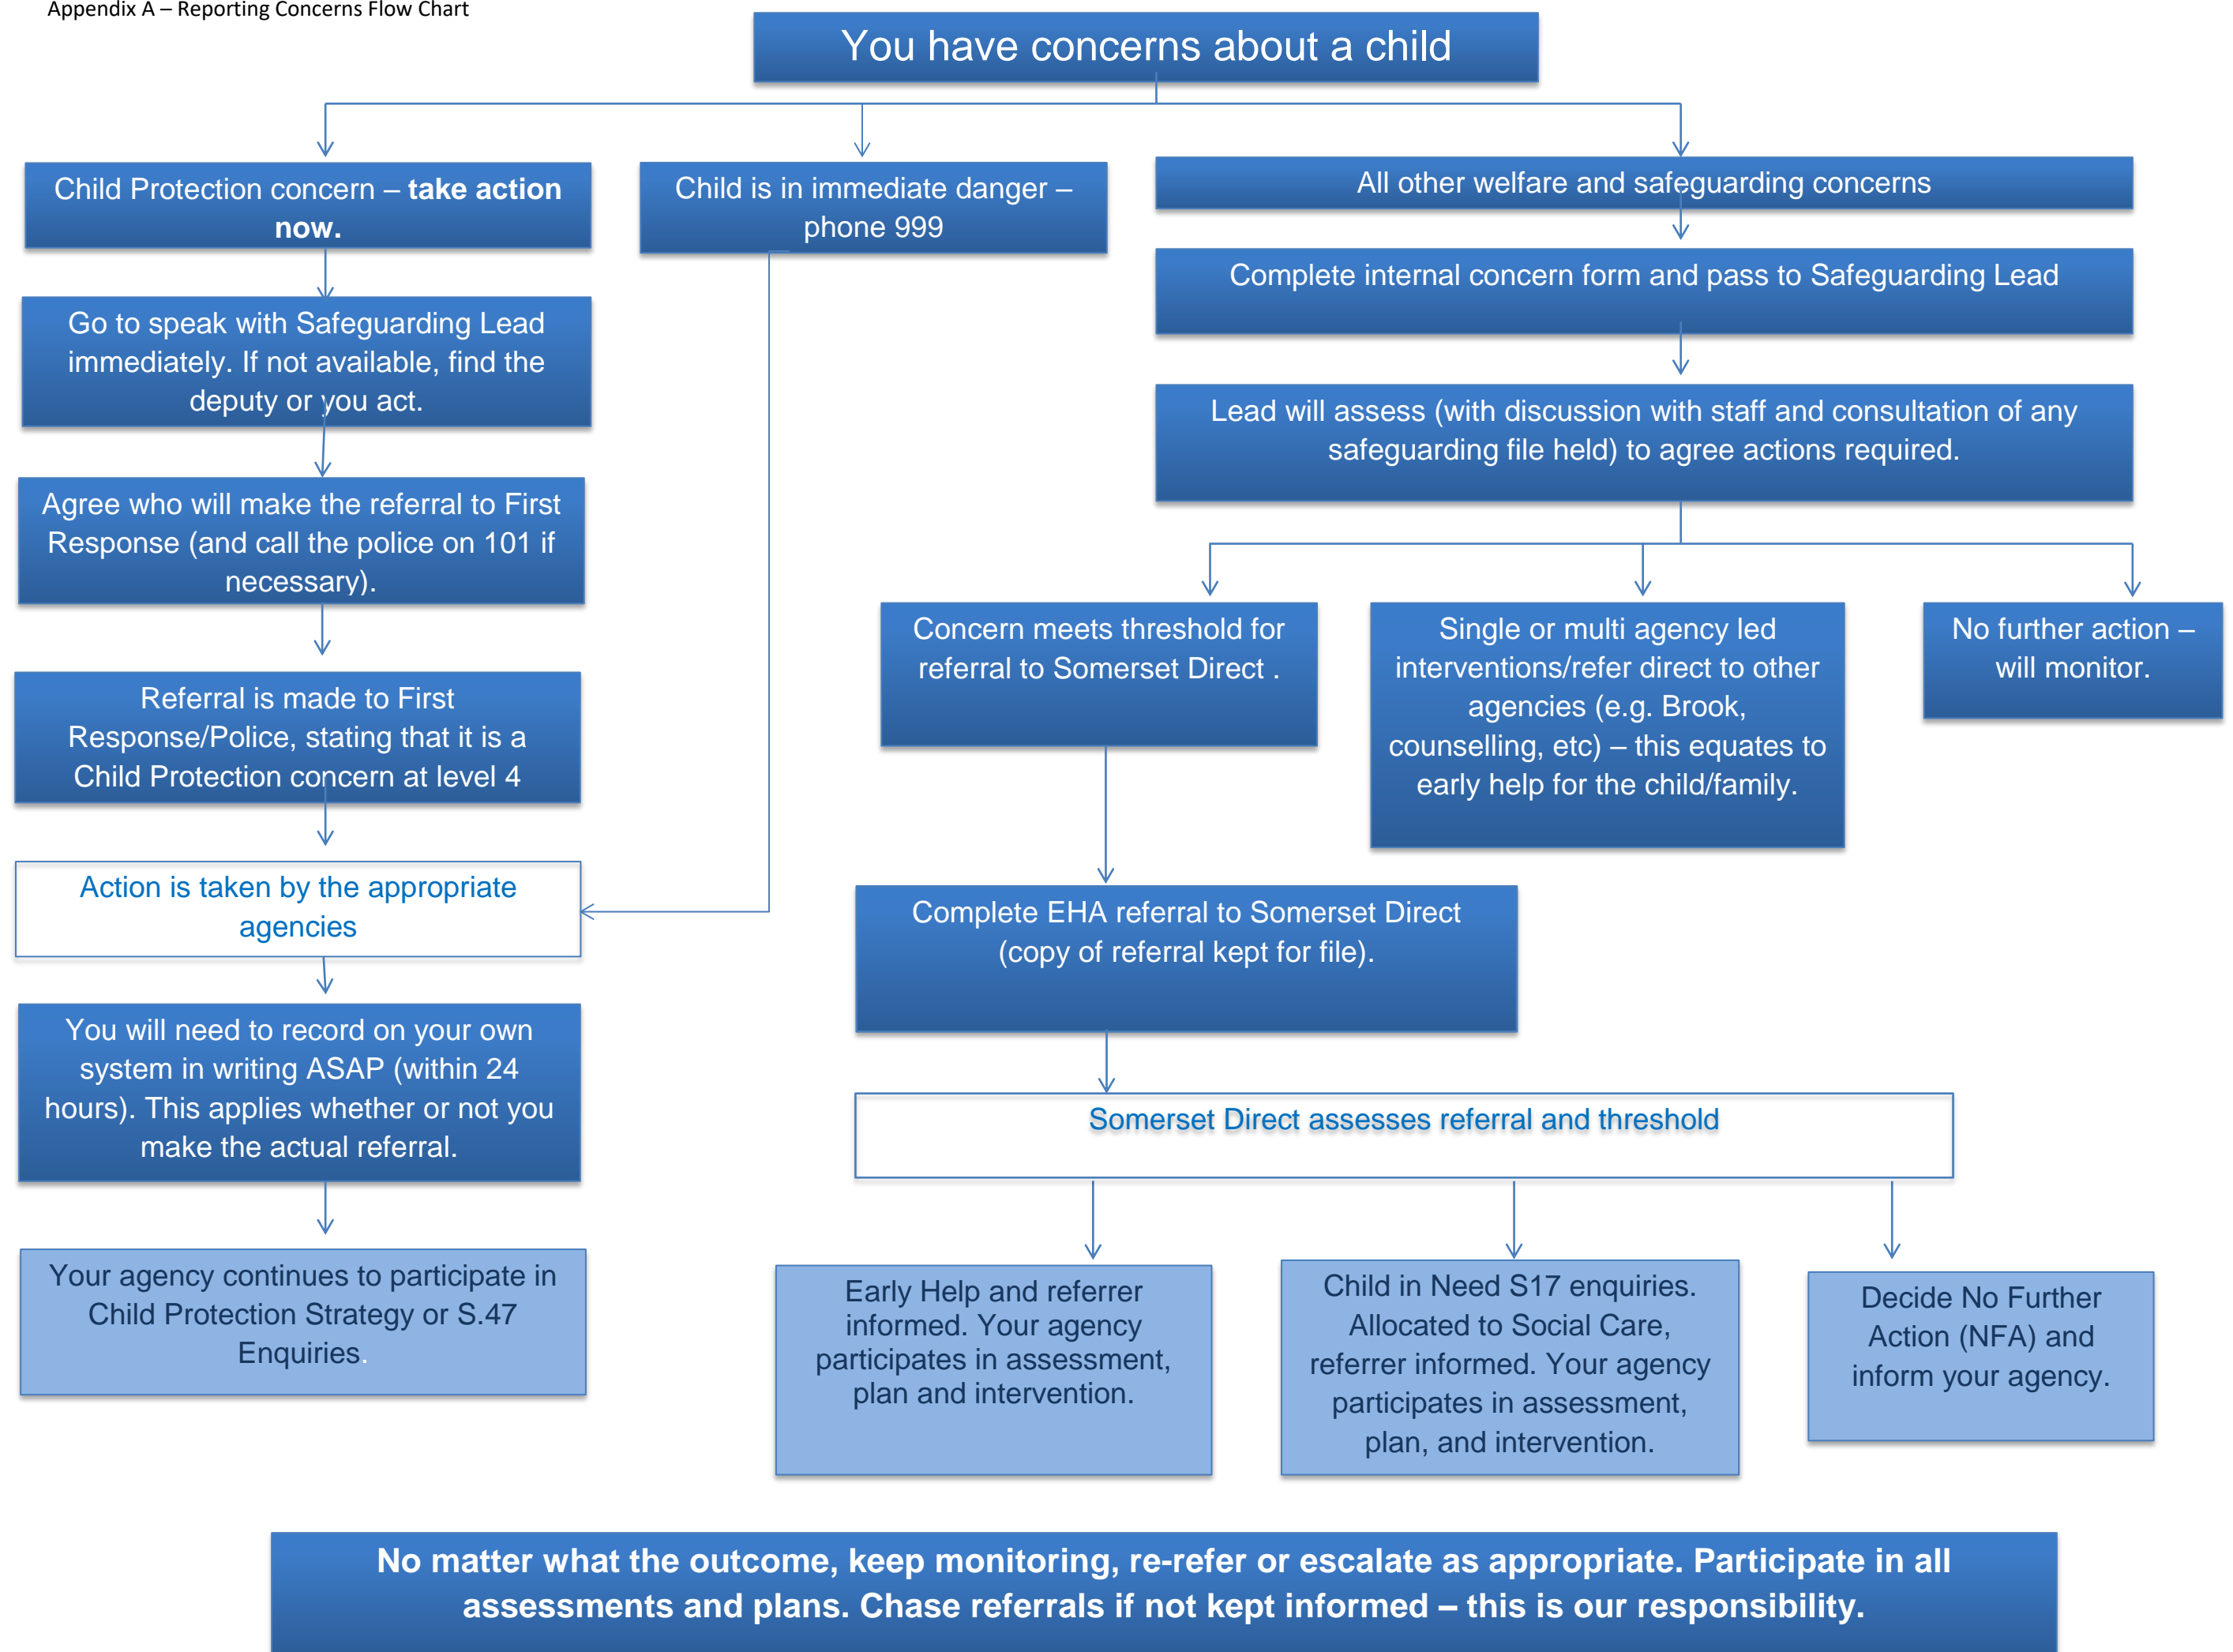 Appendix A – Reporting Concerns Flow Chart
You have concerns about a child
Child Protection concern – take action
now.
Child is in immediate danger –
phone 999
All other welfare and safeguarding concerns
Go to speak with Safeguarding Lead
immediately. If not available, find the
deputy or you act.
Agree who will make the referral to First
Response (and call the police on 101 if
necessary).
Referral is made to First
Response/Police, stating that it is a
Child Protection concern at level 4
Action is taken by the appropriate
agencies
You will need to record on your own
system in writing ASAP (within 24
hours). This applies whether or not you
make the actual referral.
Your agency continues to participate in
Child Protection Strategy or S.47
Enquiries.
Complete internal concern form and pass to Safeguarding Lead
Lead will assess (with discussion with staff and consultation of any
safeguarding file held) to agree actions required.
Concern meets threshold for
referral to Somerset Direct .
Single or multi agency led
interventions/refer direct to other
agencies (e.g. Brook,
counselling, etc) – this equates to
early help for the child/family.
No further action –
will monitor.
Complete EHA referral to Somerset Direct
(copy of referral kept for file).
Somerset Direct assesses referral and threshold
Early Help and referrer
informed. Your agency
participates in assessment,
plan and intervention.
Child in Need S17 enquiries.
Allocated to Social Care,
referrer informed. Your agency
participates in assessment,
plan, and intervention.
Decide No Further
Action (NFA) and
inform your agency.
No matter what the outcome, keep monitoring, re-refer or escalate as appropriate. Participate in all
assessments and plans. Chase referrals if not kept informed – this is our responsibility.